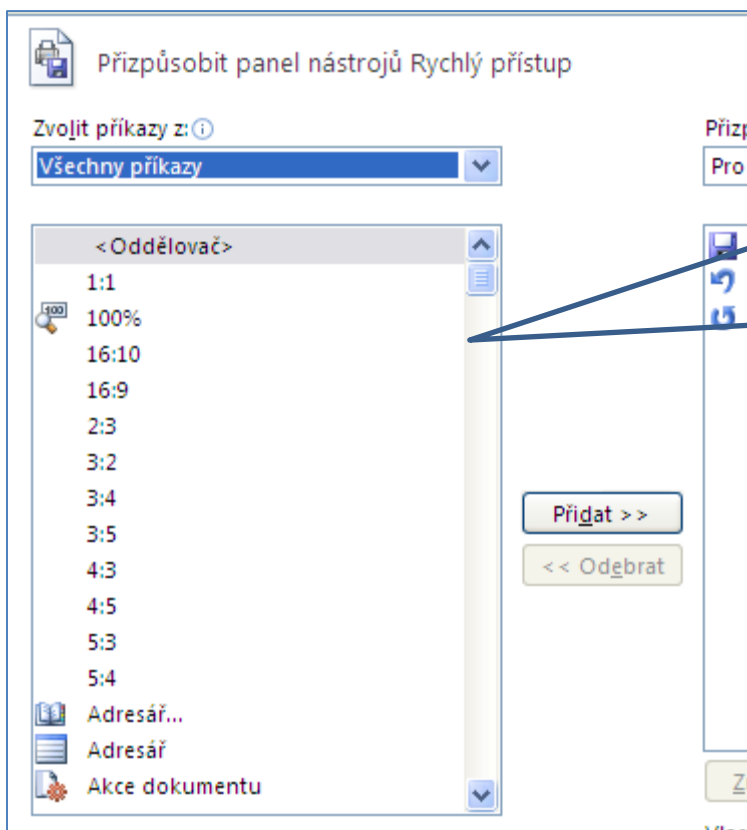 Přizpůsobit panel nástrojů Rychlý přístup
Zvolit příkazy z:
Všechny příkazy
<Oddělovač>
1:1
100%
16:10
16:9
2:3
3:2
3:4
3:5
4:3
4:5
5:3
5:4
Adresář...
Adresář
Akce dokumentu
Přidat >>
<< Odebrat
Pro